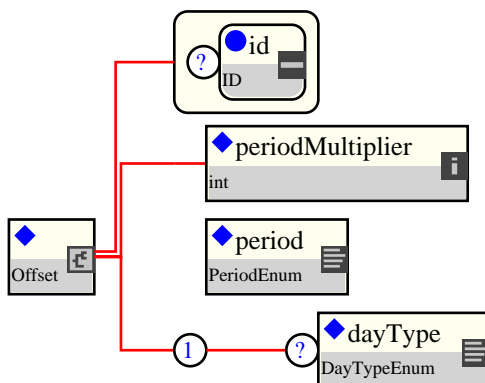 ? id
ID
periodMultiplier
i
int
period
PeriodEnum
Offset
1
? dayType
DayTypeEnum